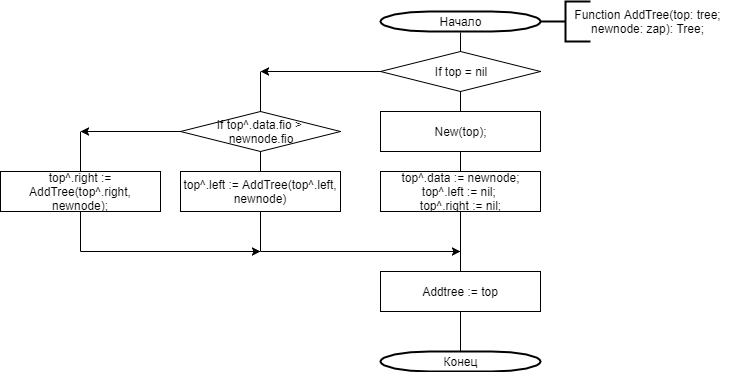 Начало
Function AddTree(top: tree;
newnode: zap): Tree;
If top = nil
If top^.data.fio >
newnode.fio
New(top);
top^.right :=
AddTree(top^.right,
newnode);
top^.left := AddTree(top^.left,
newnode)
top^.data := newnode;
top^.left := nil;
top^.right := nil;
Addtree := top
Конец